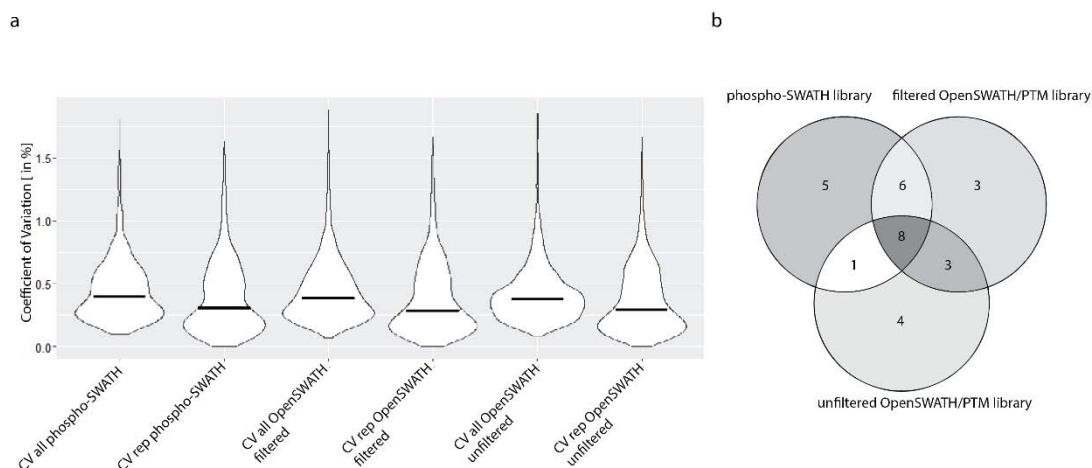 a
b
Coefficient of Variation [ in %]
1.5
1.0
0.5
0.0
CV all phospho-SWATH
CV rep phospho-SWATH
CV all OpenSWATH
filtered
CV rep OpenSWATH
filtered
CV all OpenSWATH
unfiltered
CV rep OpenSWATH
unfiltered
phospho-SWATH library
filtered OpenSWATH/PTM library
5
6
3
8
1
3
4
unfiltered OpenSWATH/PTM library